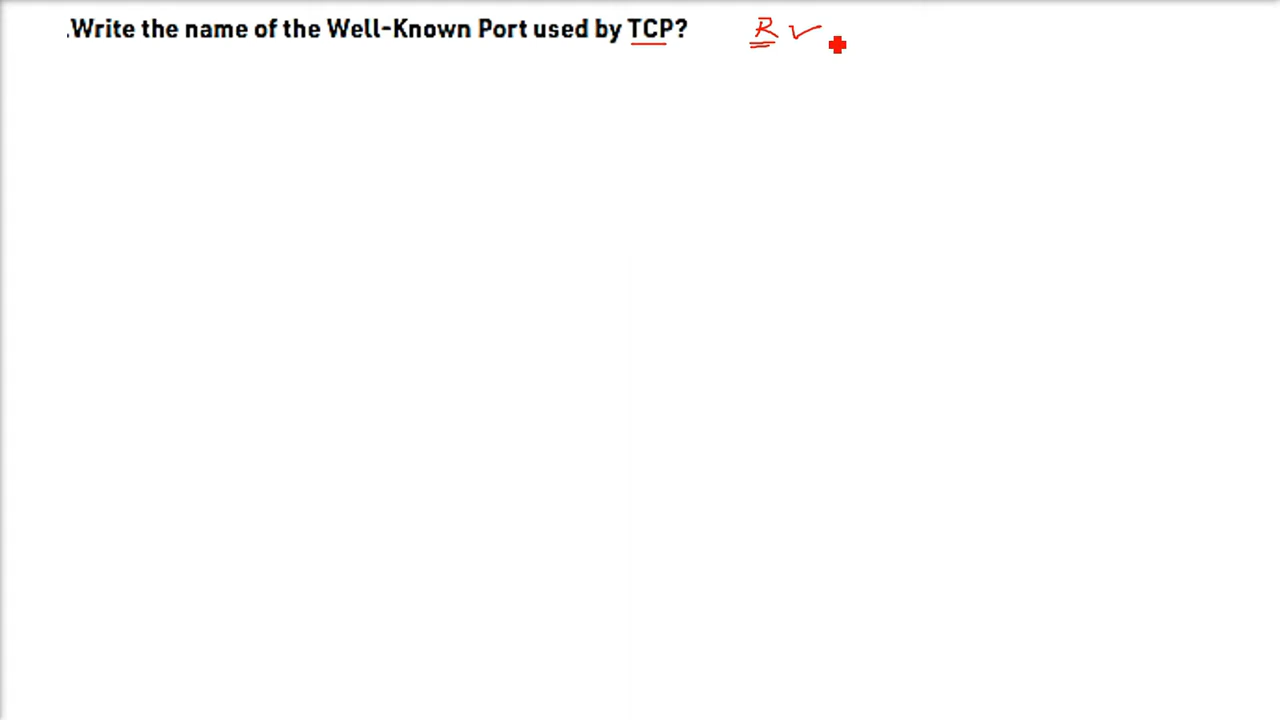 .Write the name of the Well-Known Port used by TCP? R